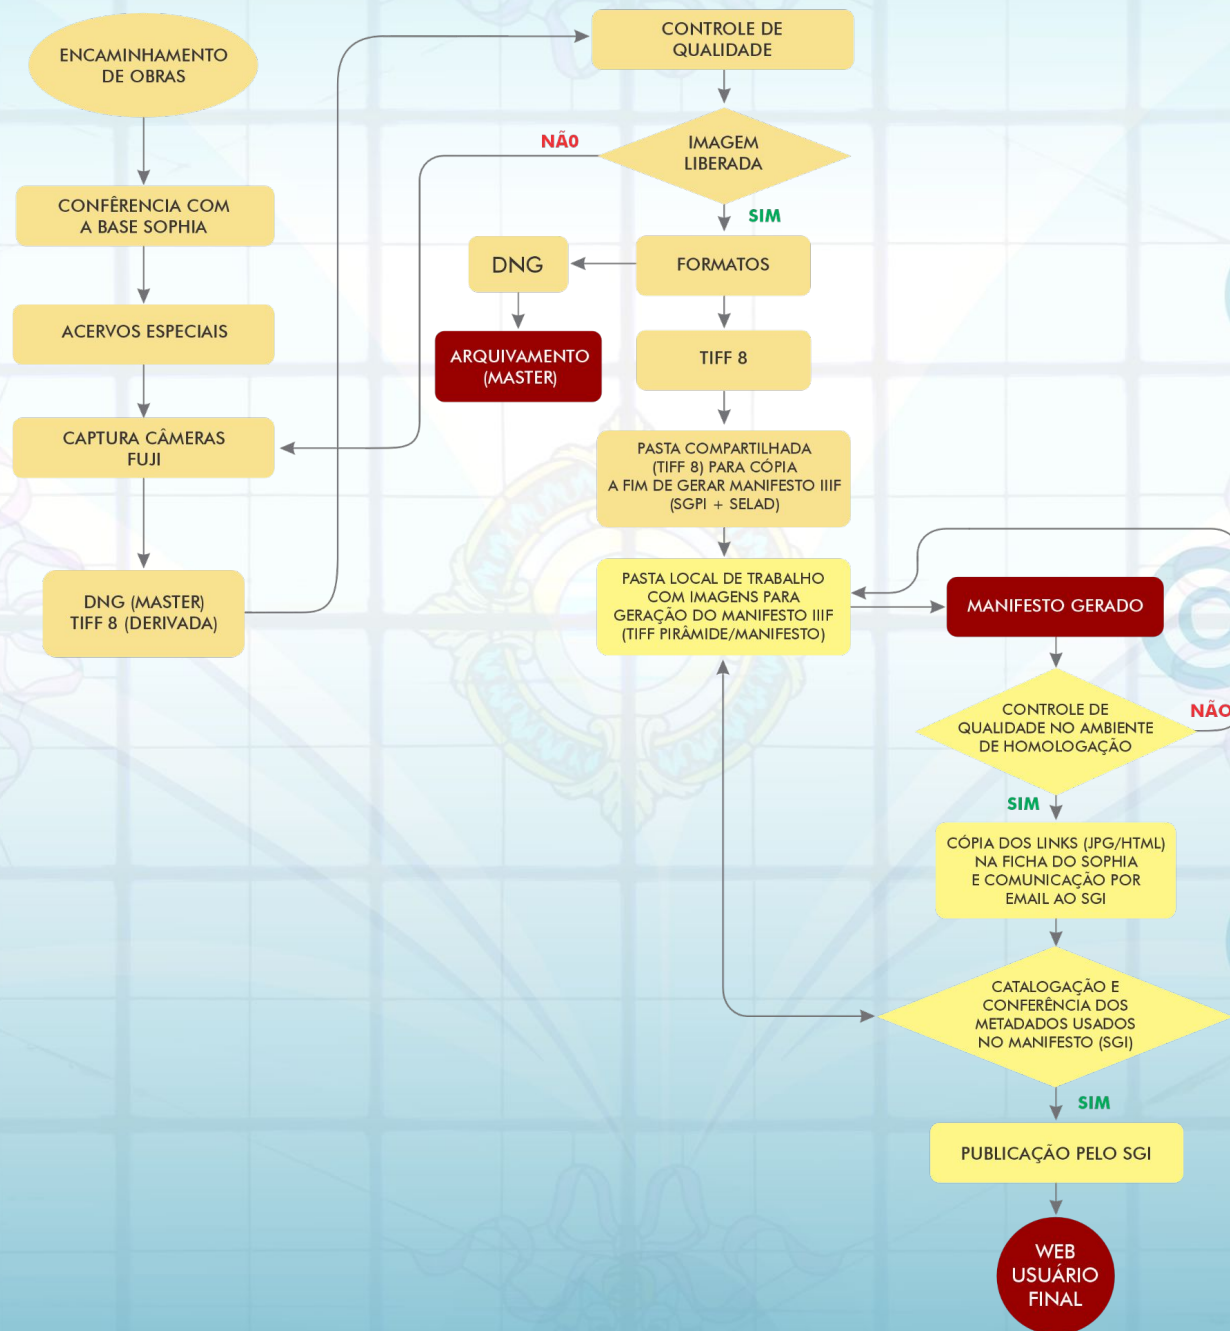 ENCAMINHAMENTO
DE OBRAS
CONFÊRENCIA COM
A BASE SOPHIA
ACERVOS ESPECIAIS
CAPTURA CÂMERAS
FUJI
DNG (MASTER)
TIFF 8 (DERIVADA)
CONTROLE DE
QUALIDADE
IMAGEM
LIBERADA
NÃ0
SIM
FORMATOS
DNG
ARQUIVAMENTO
(MASTER)
TIFF 8
PASTA COMPARTILHADA
(TIFF 8) PARA CÓPIA
A FIM DE GERAR MANIFESTO IIIF
(SGPI + SELAD)
PASTA LOCAL DE TRABALHO
COM IMAGENS PARA
GERAÇÃO DO MANIFESTO IIIF
(TIFF PIRÂMIDE/MANIFESTO)
MANIFESTO GERADO
CONTROLE DE
QUALIDADE NO AMBIENTE
DE HOMOLOGAÇÃO
NÃO
SIM
CÓPIA DOS LINKS (JPG/HTML)
NA FICHA DO SOPHIA
E COMUNICAÇÃO POR
EMAIL AO SGI
CATALOGAÇÃO E
CONFERÊNCIA DOS
METADADOS USADOS
NO MANIFESTO (SGI)
SIM
PUBLICAÇÃO PELO SGI
WEB
USUÁRIO
FINAL